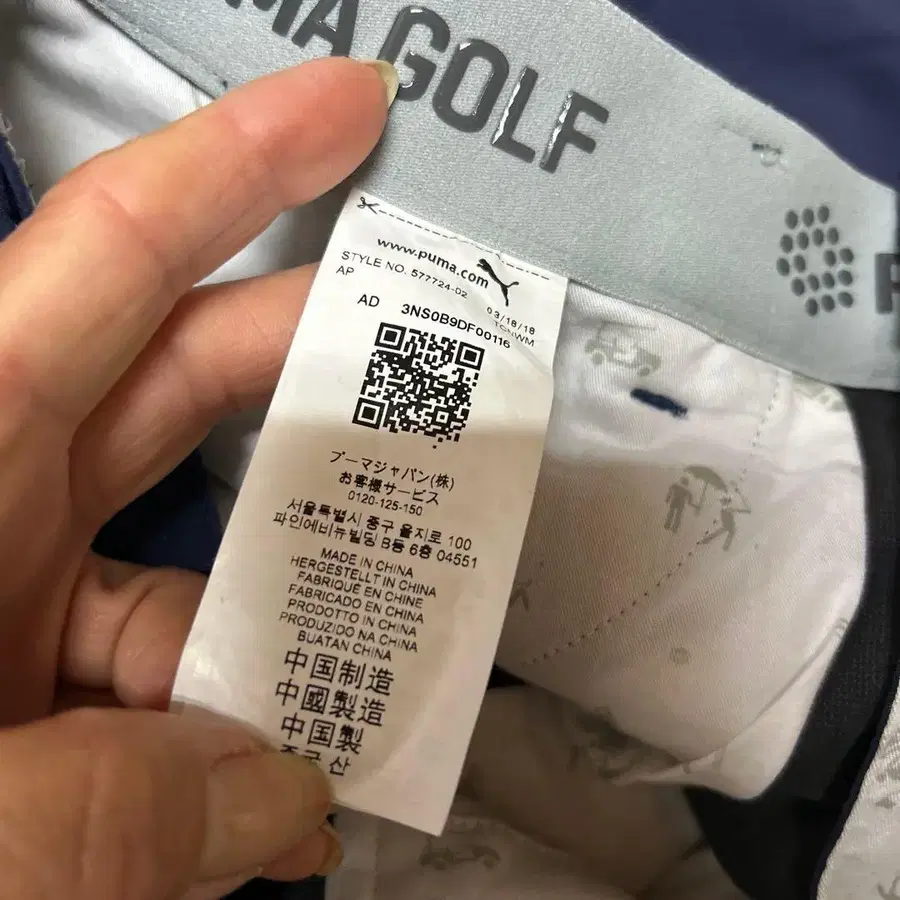 MA GOLF
www.puma.com
STYLE NO. 577724-02
AP
03/18/18
TCNWM
AD 3NS0B9DF00116
プーマジャパン(株)
お客様サービス
0120-125-150
서울특별시 중구 을지로 100
파인에비뉴빌딩 B동 6층 04551
MADE IN CHINA
HERGESTELLT IN CHINA
FABRIQUÉ EN CHINE
FABRICADO EN CHINA
PRODOTTO IN CHINA
PRODUZIDO NA CHINA
BUATAN CHINA
中国制造
中國製造
中国製
중국 산